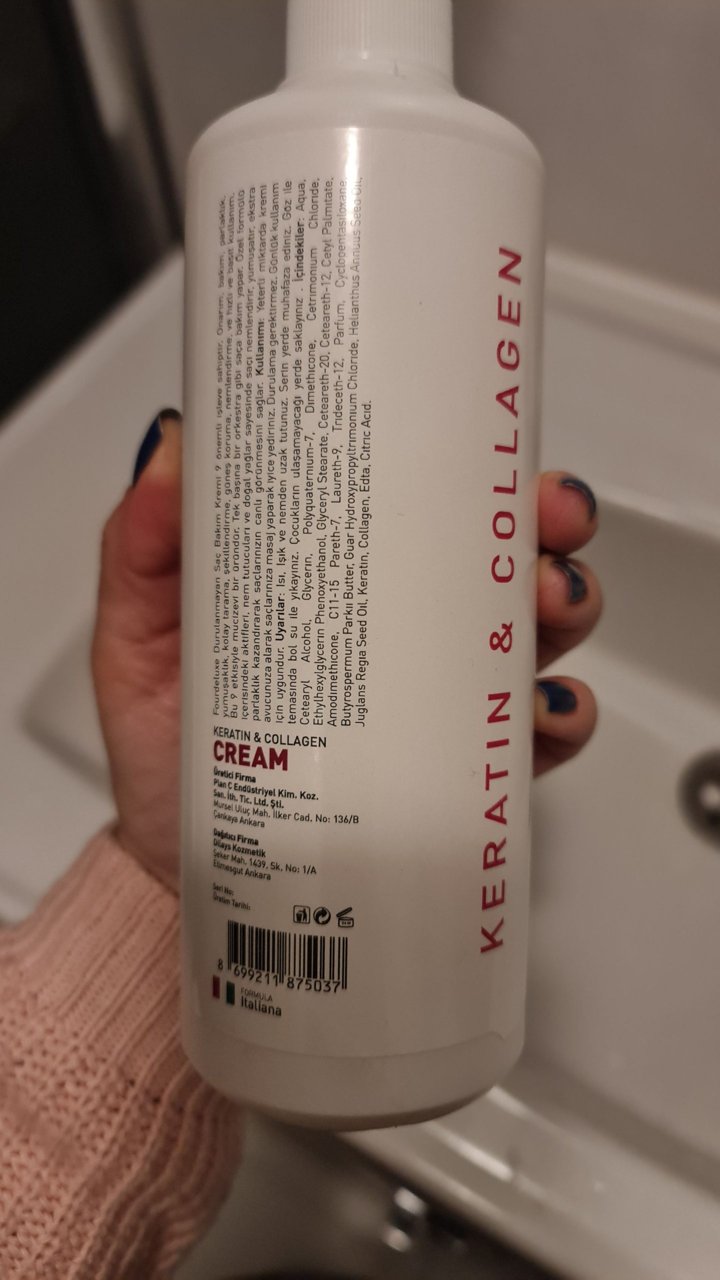 Fourdeluxe Durulanmayan Saç Bakım Kremi 9 önemli işleve sahiptir. Onarım, bakım, parlaklık,
yumuşaklık, kolay tarama, şekillendirme, güneş koruma, nemlendirme, ve hızlı ve basit kullanım.
Bu 9 etkisiyle mucizevi bir üründür. Tek başına bir orkestra gibi saça bakım yapar. Özel formülü
içerisindeki aktifleri, nem tutucuları ve doğal yağlar sayesinde saçı nemlendirir, yumuşatır, ekstra
parlaklık kazandırarak saçlarınızın canlı görünmesini sağlar. Kullanımı: Yeterli miktarda kremi
avucunuza alarak saçlarınıza masaj yaparak iyice yediriniz. Durulama gerektirmez. Günlük kullanım
için uygundur. Uyarılar: Isı, Işık ve nemden uzak tutunuz. Serin yerde muhafaza ediniz. Göz ile
temasında bol su ile yıkayınız. Çocukların ulaşamayacağı yerde saklayınız . İçindekiler: Aqua,
Cetearyl Alcohol, Glycerin, Polyquaternium-7, Dimethicone, Cetrimonium Chloride,
Ethylhexylglycerin Phenoxyethanol, Glyceryl Stearate, Ceteareth-20, Ceteareth-12, Cetyl Palmitate,
Amodimethicone, C11-15 Pareth-7, Laureth-9, Trideceth-12, Parfum, Cyclopentasiloxane,
Butyrospermum Parkii Butter, Guar Hydroxypropyltrimonium Chloride, Helianthus Annuus Seed Oil,
Juglans Regia Seed Oil, Keratin, Collagen, Edta, Citric Acid.
KERATIN & COLLAGEN
CREAM
Üretici Firma
Plan C Endüstriyel Kim. Koz.
San. İth. Tic. Ltd. Şti.
Mürsel Uluç Mah. İlker Cad. No: 136/B
Çankaya Ankara
Dağıtıcı Firma
Dilays Kozmetik
Şeker Mah. 1439. Sk. No: 1/A
Etimesgut Ankara
Seri No:
Üretim Tarihi:
8 699211 875037
FORMULA
Italiana
KERATIN & COLLAGEN